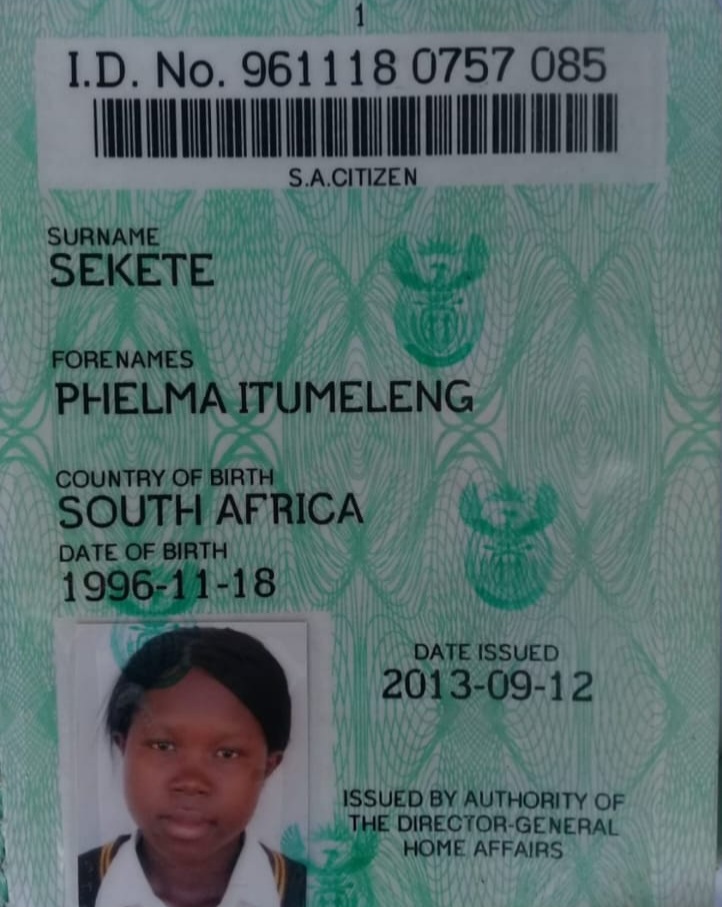 1
I.D. No. 961118 0757 085
S.A.CITIZEN
SURNAME
SEKETE
FORENAMES
PHELMA ITUMELENG
COUNTRY OF BIRTH
SOUTH AFRICA
DATE OF BIRTH
1996-11-18
DATE ISSUED
2013-09-12
ISSUED BY AUTHORITY OF
THE DIRECTOR-GENERAL
HOME AFFAIRS